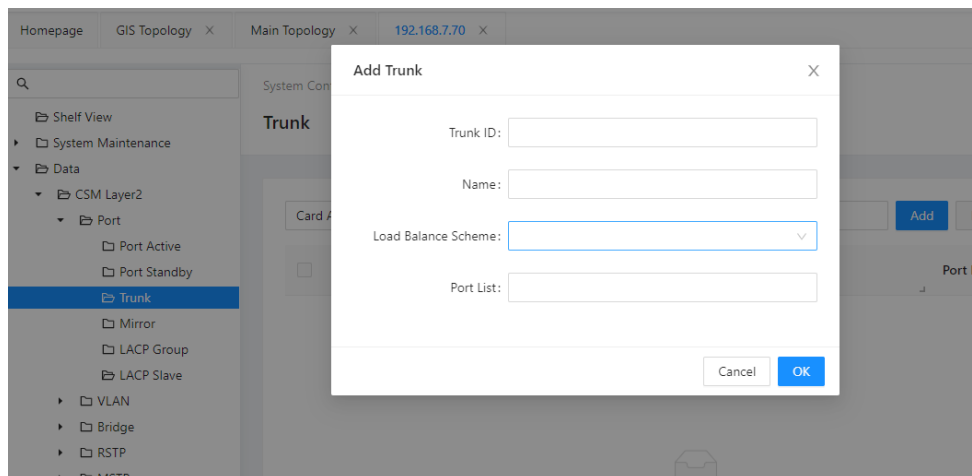 Homepage
GIS Topology
Main Topology
192.168.7.70
Shelf View
System Maintenance
Data
CSM Layer2
Port
Port Active
Port Standby
Trunk
Mirror
LACP Group
LACP Slave
VLAN
Bridge
RSTP
System Con
Trunk
Card A
Add
Port
Add Trunk
Trunk ID:
Name:
Load Balance Scheme:
Port List:
Cancel
OK